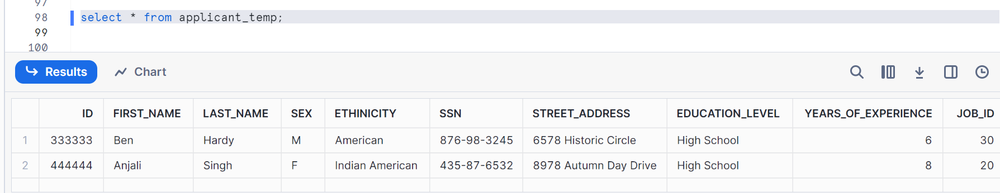 97
98 select * from applicant_temp;
99
100
Results Chart
ID FIRST_NAME LAST_NAME SEX ETHINICITY SSN STREET_ADDRESS EDUCATION_LEVEL YEARS_OF_EXPERIENCE JOB_ID
1 333333 Ben Hardy M American 876-98-3245 6578 Historic Circle High School 6 30
2 444444 Anjali Singh F Indian American 435-87-6532 8978 Autumn Day Drive High School 8 20